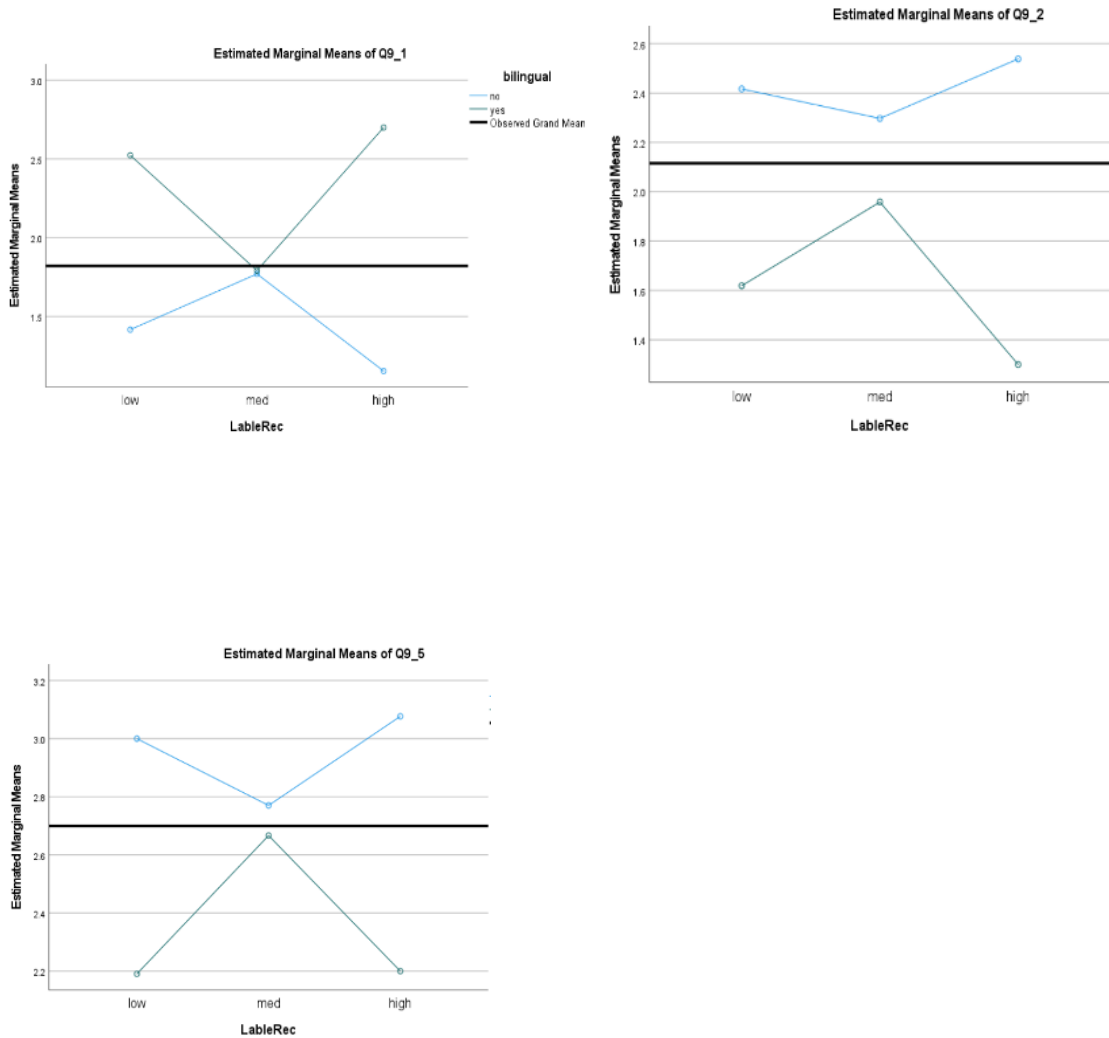 Estimated Marginal Means of Q9_1
Estimated Marginal Means
3.0
2.5
2.0
1.5
low med high
LableRec
bilingual
no
yes
Observed Grand Mean
Estimated Marginal Means of Q9_2
Estimated Marginal Means
2.6
2.4
2.2
2.0
1.8
1.6
1.4
low med high
LableRec
Estimated Marginal Means of Q9_5
Estimated Marginal Means
3.2
3.0
2.8
2.6
2.4
2.2
low med high
LableRec